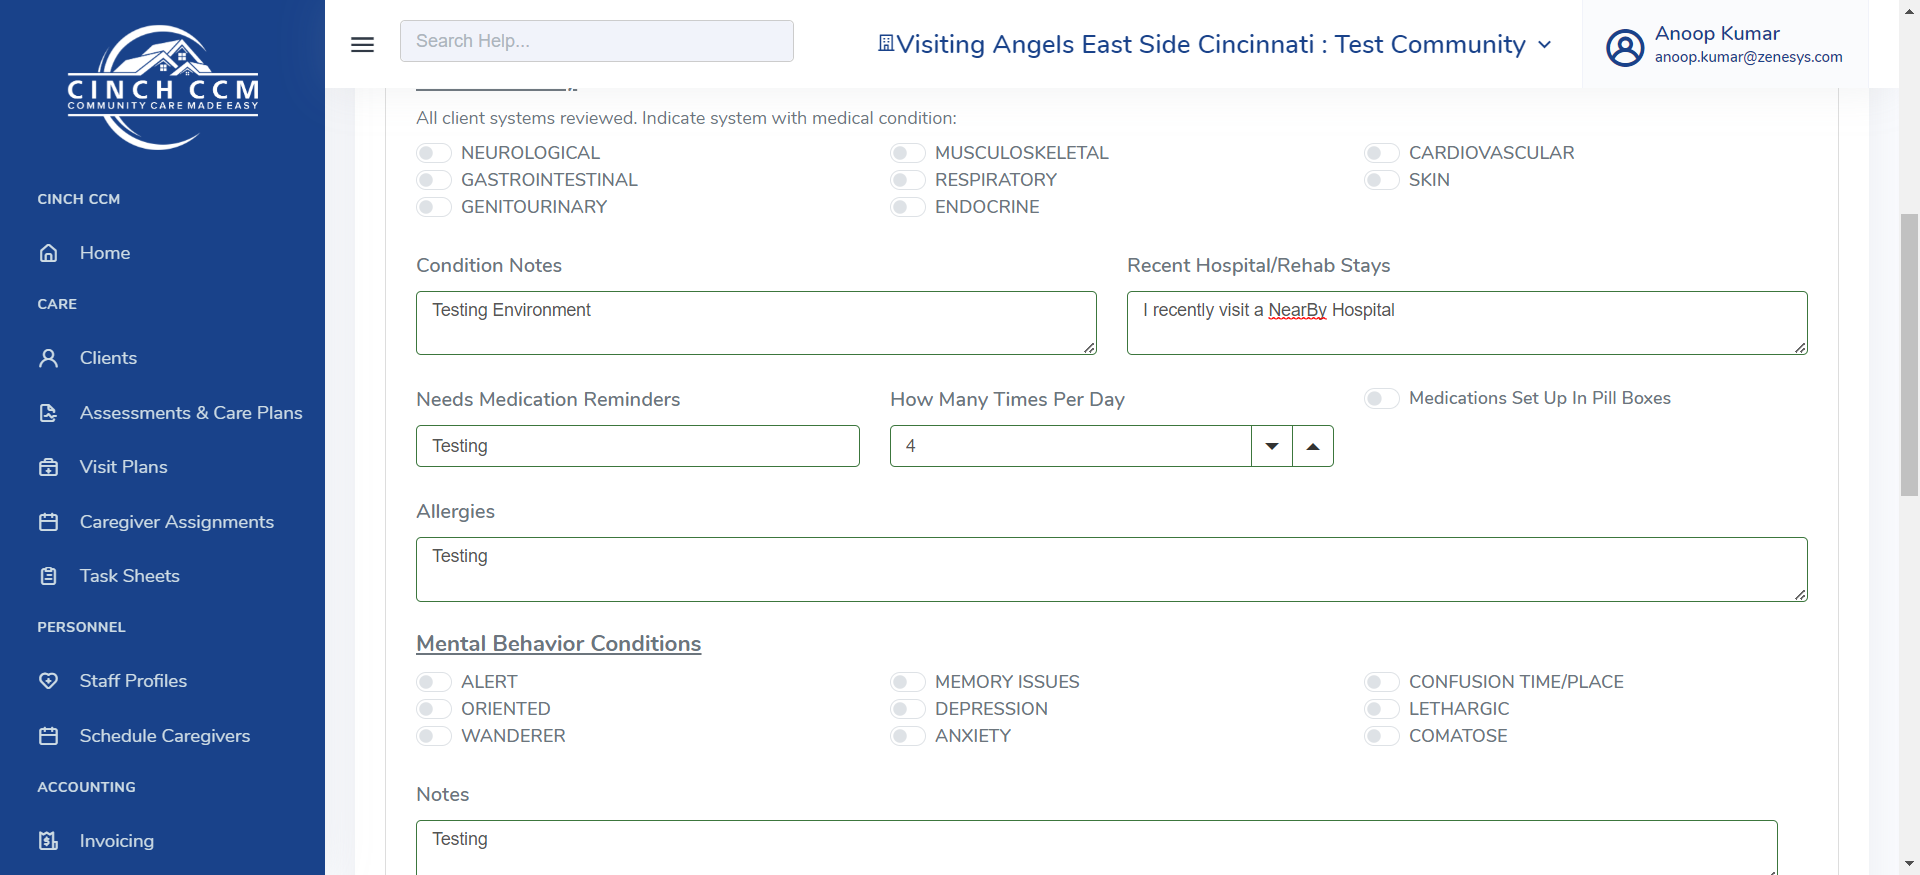 CINCH CCM
COMMUNITY CARE MADE EASY
CINCH CCM
Home
CARE
Clients
Assessments & Care Plans
Visit Plans
Caregiver Assignments
Task Sheets
PERSONNEL
Staff Profiles
Schedule Caregivers
ACCOUNTING
Invoicing
Search Help...
Visiting Angels East Side Cincinnati : Test Community
Anoop Kumar
anoop.kumar@zenesys.com
All client systems reviewed. Indicate system with medical condition:
NEUROLOGICAL MUSCULOSKELETAL CARDIOVASCULAR
GASTROINTESTINAL RESPIRATORY SKIN
GENITOURINARY ENDOCRINE
Condition Notes Recent Hospital/Rehab Stays
Testing Environment I recently visit a NearBy Hospital
Needs Medication Reminders How Many Times Per Day Medications Set Up In Pill Boxes
Testing 4
Allergies
Testing
Mental Behavior Conditions
ALERT MEMORY ISSUES CONFUSION TIME/PLACE
ORIENTED DEPRESSION LETHARGIC
WANDERER ANXIETY COMATOSE
Notes
Testing